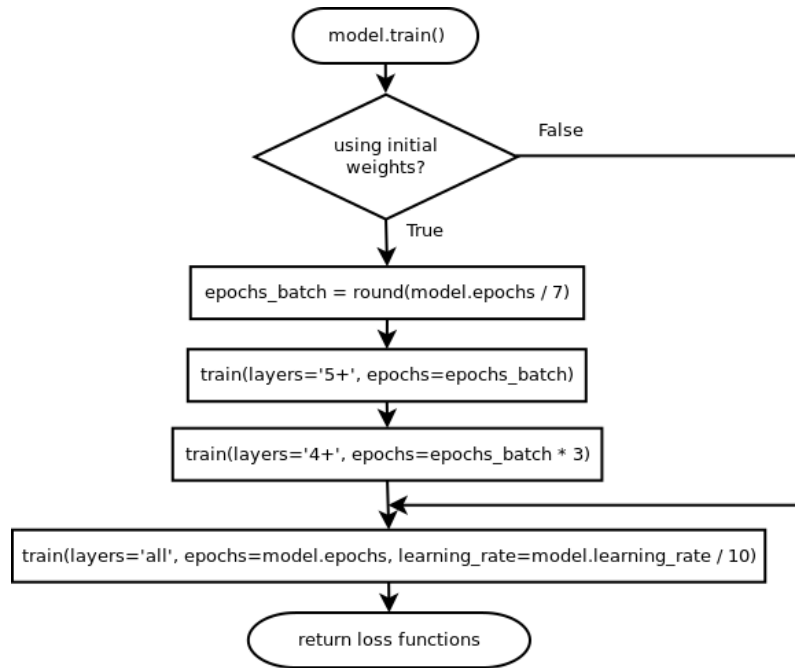 model.train()
using initial
weights?
False
True
epochs_batch = round(model.epochs / 7)
train(layers='5+', epochs=epochs_batch)
train(layers='4+', epochs=epochs_batch * 3)
train(layers='all', epochs=model.epochs, learning_rate=model.learning_rate / 10)
return loss functions